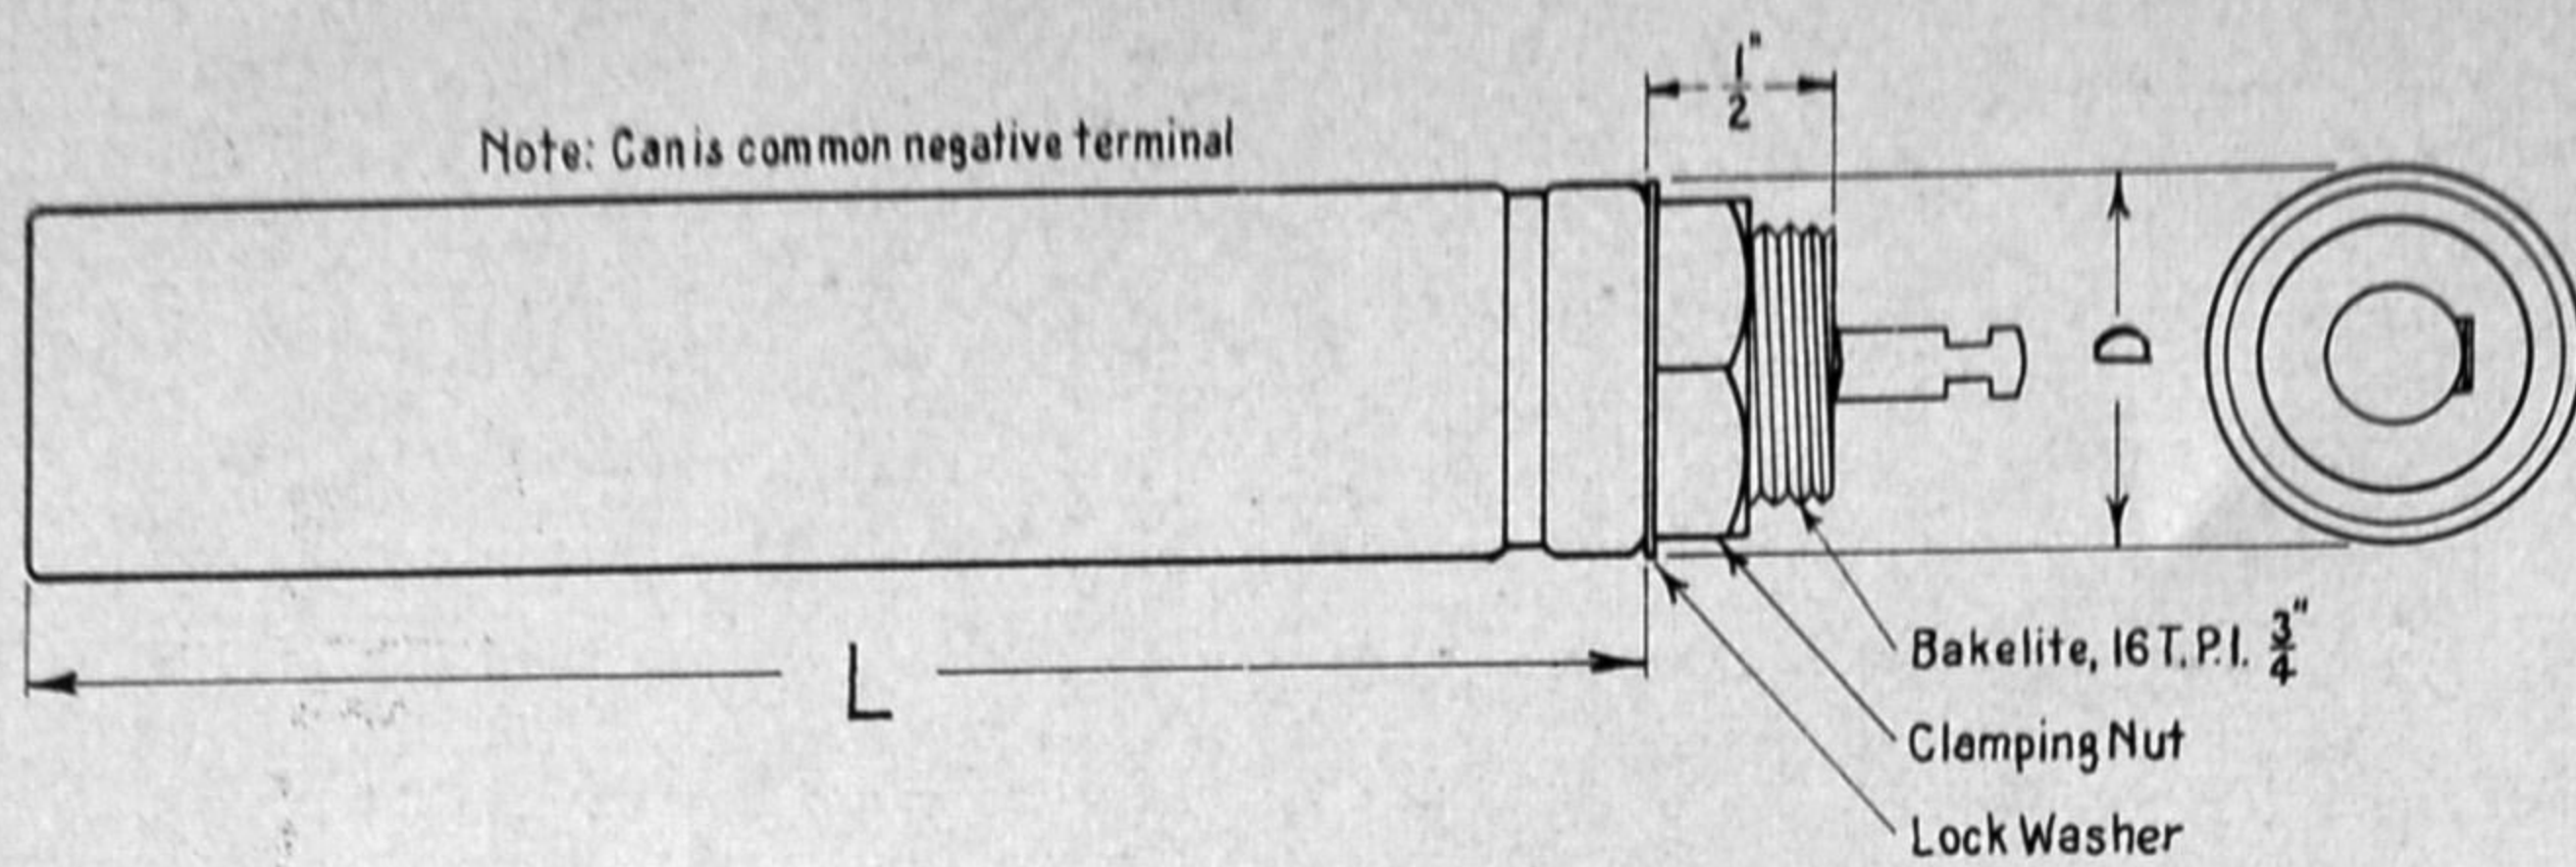 1"
2
Note: Can is common negative terminal
D
L
Bakelite, 16 T.P.I. 3/4"
Clamping Nut
Lock Washer